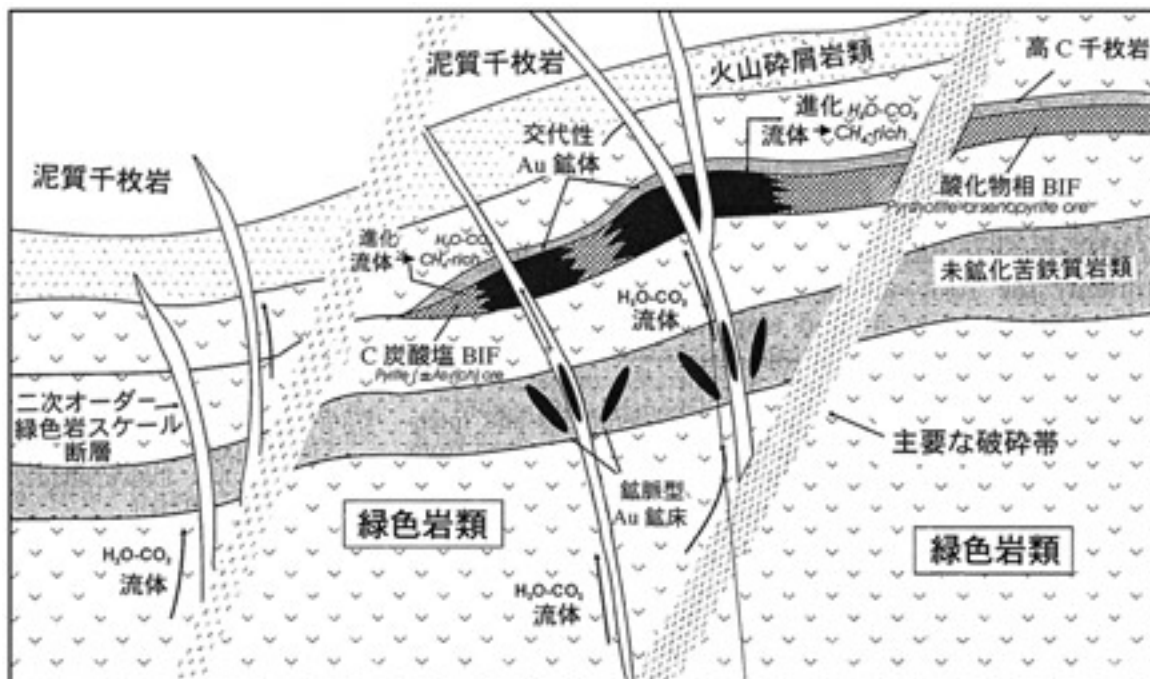 泥質千枚岩
火山砕屑岩類
高 C 千枚岩
泥質千枚岩
交代性
Au 鉱体
進化 H₂O-CO₂
流体 CH₄-rich
酸化物相 BIF
Pyrrhotite-arsenopyrite ore
進化 H₂O-CO₂
流体 CH₄-rich
未鉱化苦鉄質岩類
H₂O-CO₂
流体
C 炭酸塩 BIF
二次オーダー
緑色岩スケール
断層
主要な破砕帯
鉱脈型
Au 鉱床
緑色岩類
緑色岩類
H₂O-CO₂
流体
H₂O-CO₂
流体